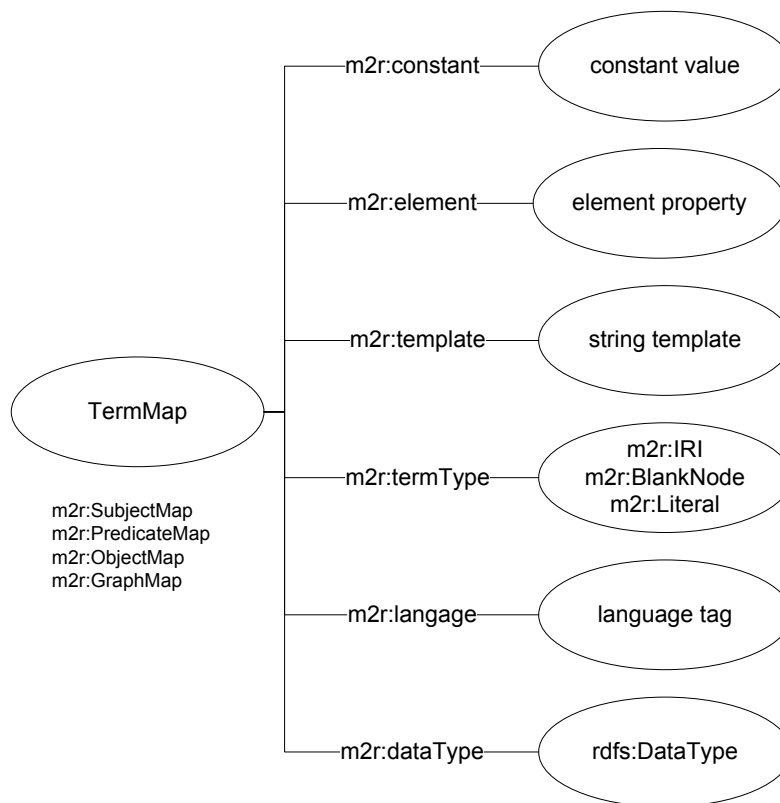 m2r:constant
constant value
m2r:element
element property
m2r:template
string template
TermMap
m2r:SubjectMap
m2r:PredicateMap
m2r:ObjectMap
m2r:GraphMap
m2r:termType
m2r:IRI
m2r:BlankNode
m2r:Literal
m2r:langage
language tag
m2r:dataType
rdfs:DataType